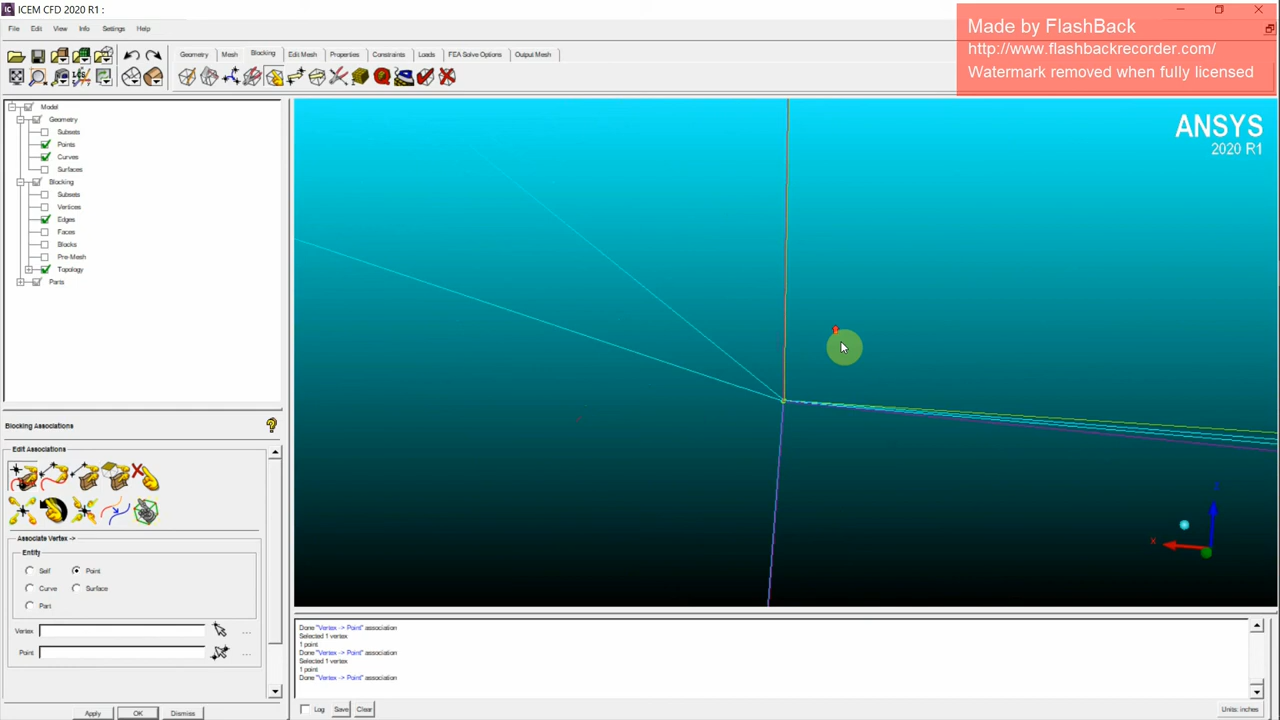 ICEM CFD 2020 R1 :
Made by FlashBack
http://www.flashbackrecorder.com/
Watermark removed when fully licensed
File Edit View Info Settings Help
Geometry Mesh Blocking Edit Mesh Properties Constraints Loads FEA Solve Options Output Mesh
LCS
Model
Geometry
Subsets
Points
Curves
Surfaces
Blocking
Subsets
Vertices
Edges
Faces
Blocks
Pre-Mesh
Topology
Parts
ANSYS
2020 R1
Blocking Associations
Edit Associations
Associate Vertex ->
Entity
Self Point
Curve Surface
Part
Vertex
Point
Apply OK Dismiss
Done "Vertex -> Point" association
Selected 1 vertex
1 point
Done "Vertex -> Point" association
Selected 1 vertex
1 point
Done "Vertex -> Point" association
Log Save Clear
Units: inches
X